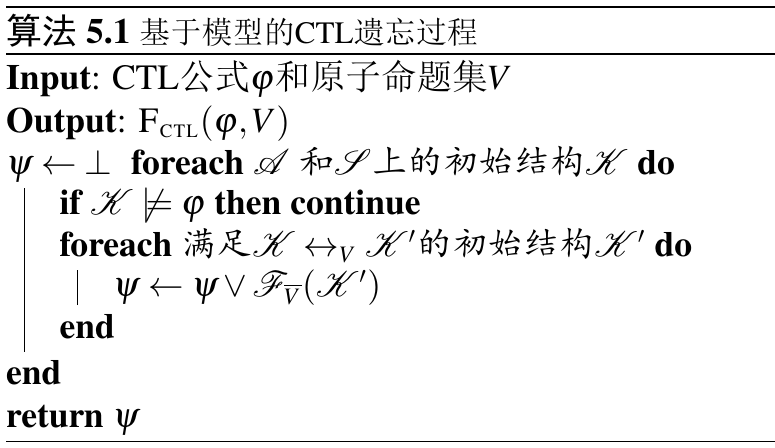 算法 5.1 基于模型的CTL遗忘过程
Input: CTL公式φ和原子命题集V
Output: F_CTL(φ, V)
ψ ← ⊥ foreach 𝒜 和𝒮上的初始结构𝒦 do
if 𝒦 ⊭ φ then continue
foreach 满足𝒦 ↔_V 𝒦′的初始结构𝒦′ do
ψ ← ψ ∨ ℱ_V̅(𝒦′)
end
end
return ψ